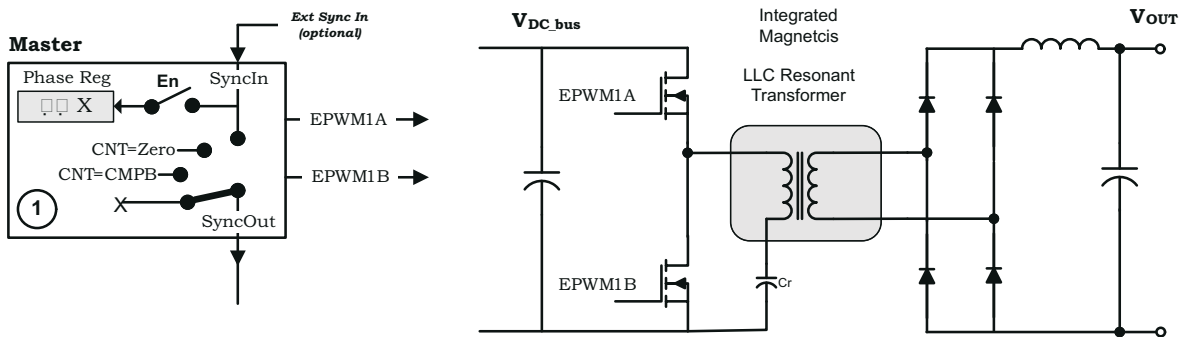 Ext Sync In
(optional)
Master
Phase Reg
En
SyncIn
X
EPWM1A
CNT=Zero
CNT=CMPB
EPWM1B
1
X
SyncOut
VDC_bus
EPWM1A
EPWM1B
Integrated
Magnetcis
LLC Resonant
Transformer
Cr
VOUT